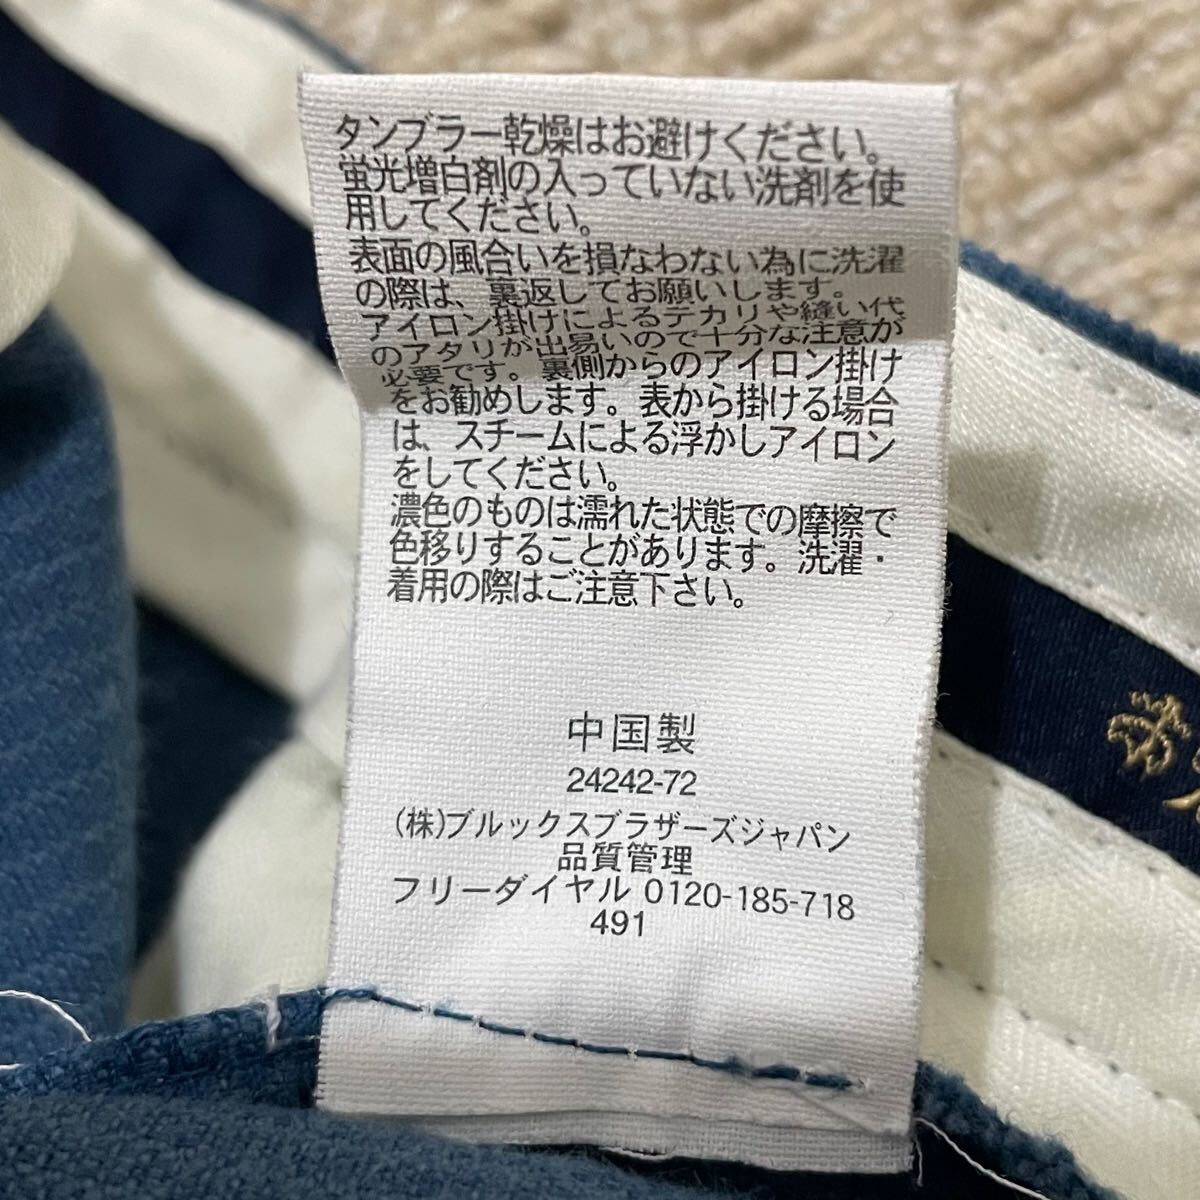 タンブラー乾燥はお避けください。
蛍光増白剤の入っていない洗剤を使
用してください。
表面の風合いを損なわない為に洗濯
の際は、裏返してお願いします。
アイロン掛けによるテカリや縫い代
のアタリが出易いので十分な注意が
必要です。裏側からのアイロン掛け
をお勧めします。表から掛ける場合
は、スチームによる浮かしアイロン
をしてください。
濃色のものは濡れた状態での摩擦で
色移りすることがあります。洗濯・
着用の際はご注意下さい。
中国製
24242-72
(株)ブルックスブラザーズジャパン
品質管理
フリーダイヤル 0120-185-718
491